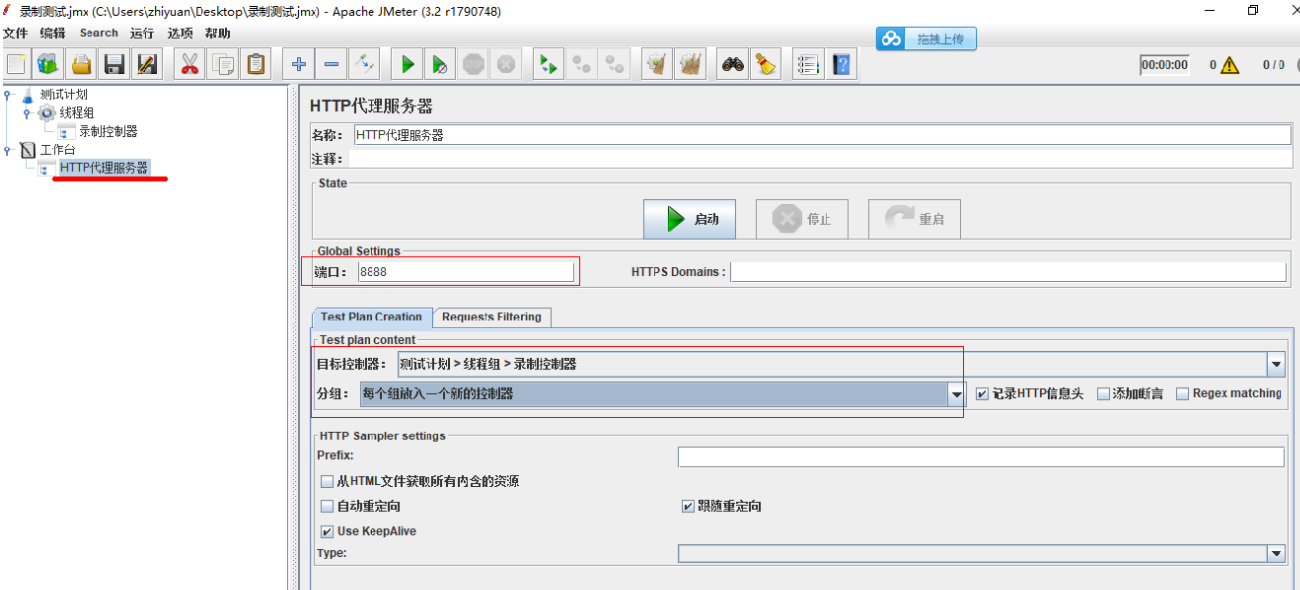 录制测试.jmx (C:\Users\zhiyuan\Desktop\录制测试.jmx) - Apache JMeter (3.2 r1790748)
文件 编辑 Search 运行 选项 帮助
拖拽上传
00:00:00 0 0 / 0
测试计划
线程组
录制控制器
工作台
HTTP代理服务器
HTTP代理服务器
名称： HTTP代理服务器
注释：
State
启动 停止 重启
Global Settings
端口： 8888 HTTPS Domains :
Test Plan Creation Requests Filtering
Test plan content
目标控制器： 测试计划 > 线程组 > 录制控制器
分组： 每个组放入一个新的控制器 记录HTTP信息头 添加断言 Regex matching
HTTP Sampler settings
Prefix:
从HTML文件获取所有内含的资源
自动重定向 跟随重定向
Use KeepAlive
Type: